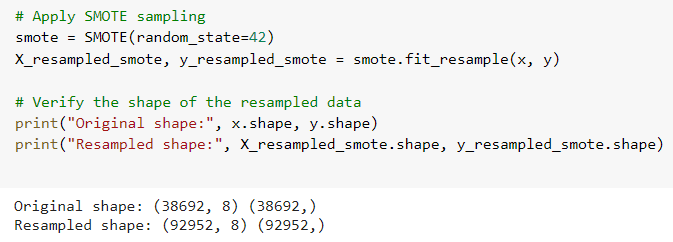 # Apply SMOTE sampling
smote = SMOTE(random_state=42)
X_resampled_smote, y_resampled_smote = smote.fit_resample(x, y)
# Verify the shape of the resampled data
print("Original shape:", x.shape, y.shape)
print("Resampled shape:", X_resampled_smote.shape, y_resampled_smote.shape)
Original shape: (38692, 8) (38692,)
Resampled shape: (92952, 8) (92952,)